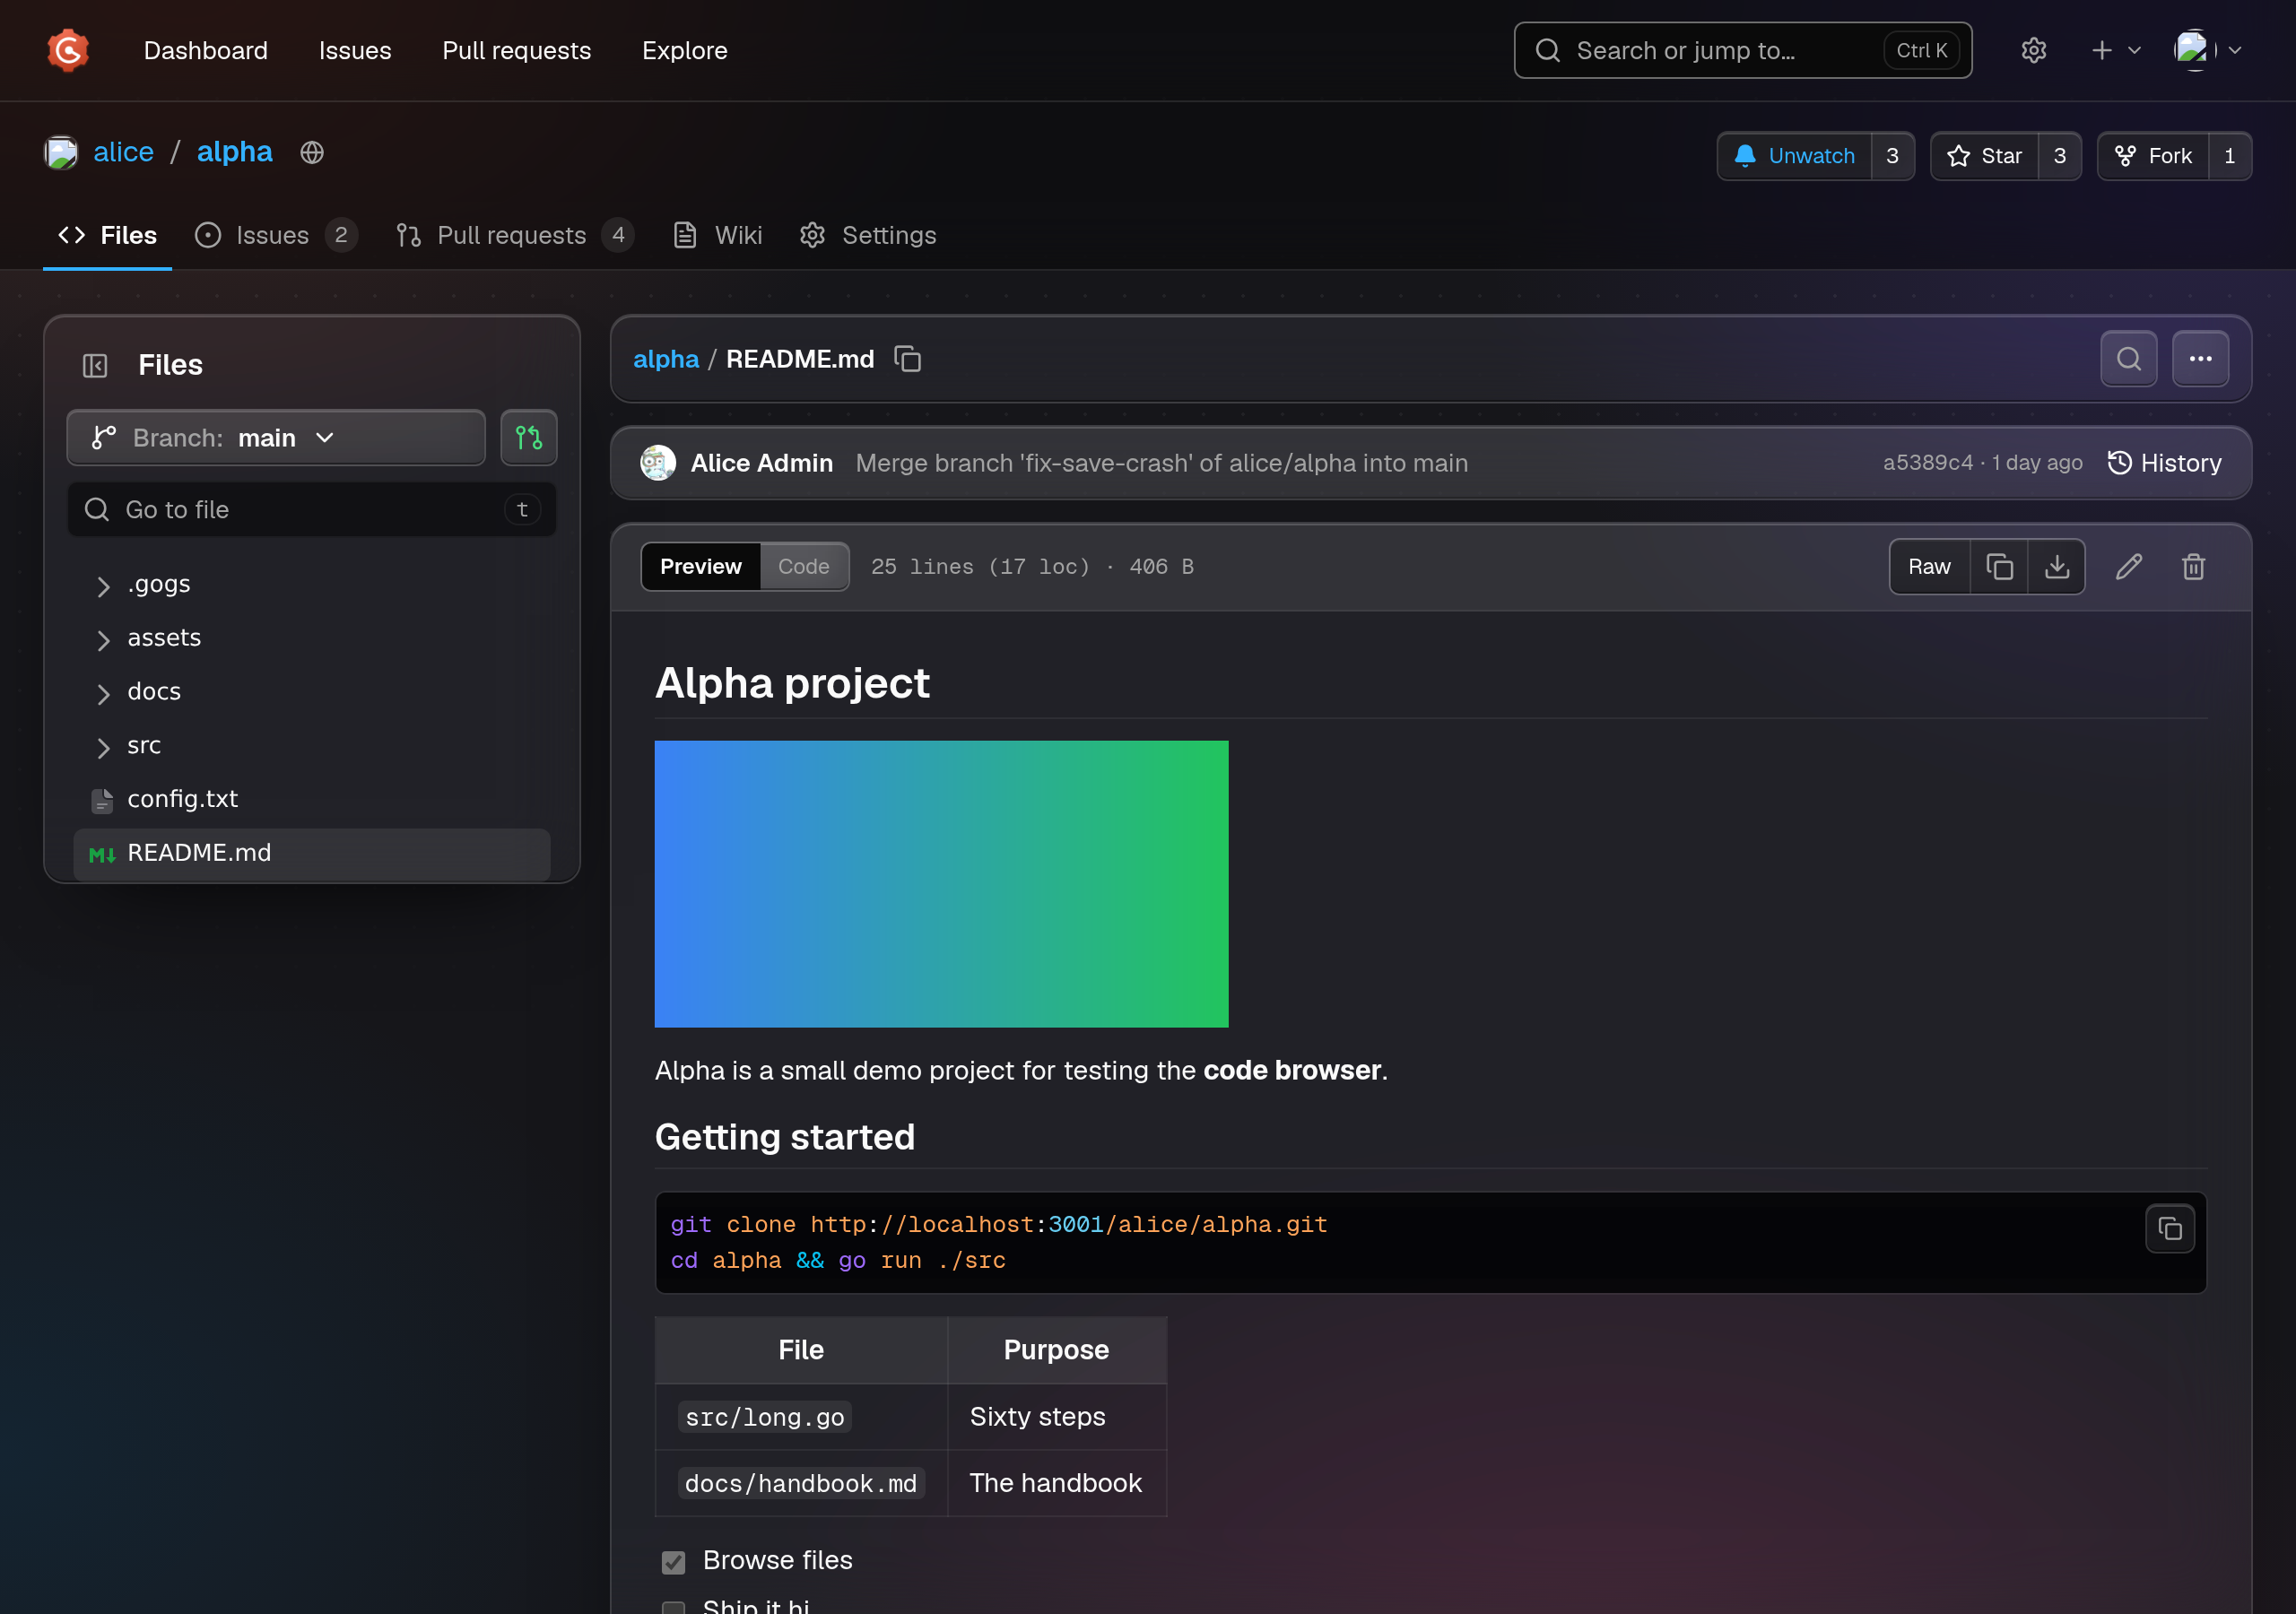 Dashboard Issues Pull requests Explore Search or jump to... Ctrl K
alice / alpha Unwatch 3 Star 3 Fork 1
Files Issues 2 Pull requests 4 Wiki Settings
Files
Branch: main
Go to file t
.gogs
assets
docs
src
config.txt
README.md
alpha / README.md
Alice Admin Merge branch 'fix-save-crash' of alice/alpha into main a5389c4 · 1 day ago History
Preview Code 25 lines (17 loc) · 406 B Raw
Alpha project
Alpha is a small demo project for testing the code browser.
Getting started
git clone http://localhost:3001/alice/alpha.git
cd alpha && go run ./src
File Purpose
src/long.go Sixty steps
docs/handbook.md The handbook
Browse files
Ship it hi